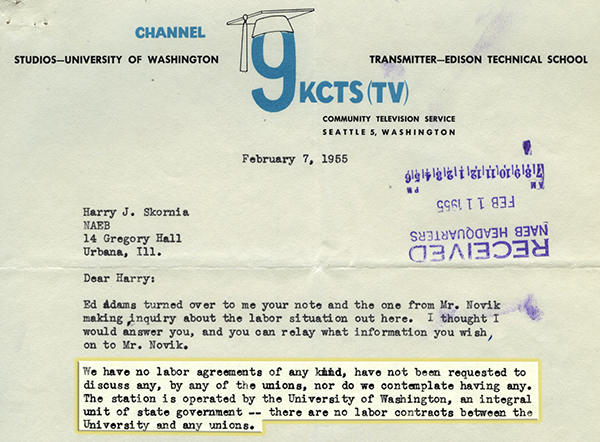 CHANNEL
9
KCTS (TV)
STUDIOS—UNIVERSITY OF WASHINGTON
TRANSMITTER—EDISON TECHNICAL SCHOOL
COMMUNITY TELEVISION SERVICE
SEATTLE 5, WASHINGTON
February 7, 1955
RECEIVED
NAEB HEADQUARTERS
FEB 11 1955
AM PM
7 8 9 10 11 12 1 2 3 4 5 6
Harry J. Skornia
NAEB
14 Gregory Hall
Urbana, Ill.
Dear Harry:
Ed Adams turned over to me your note and the one from Mr. Novik
making inquiry about the labor situation out here. I thought I
would answer you, and you can relay what information you wish,
on to Mr. Novik.
We have no labor agreements of any kind, have not been requested to
discuss any, by any of the unions, nor do we contemplate having any.
The station is operated by the University of Washington, an integral
unit of state government -- there are no labor contracts between the
University and any unions.